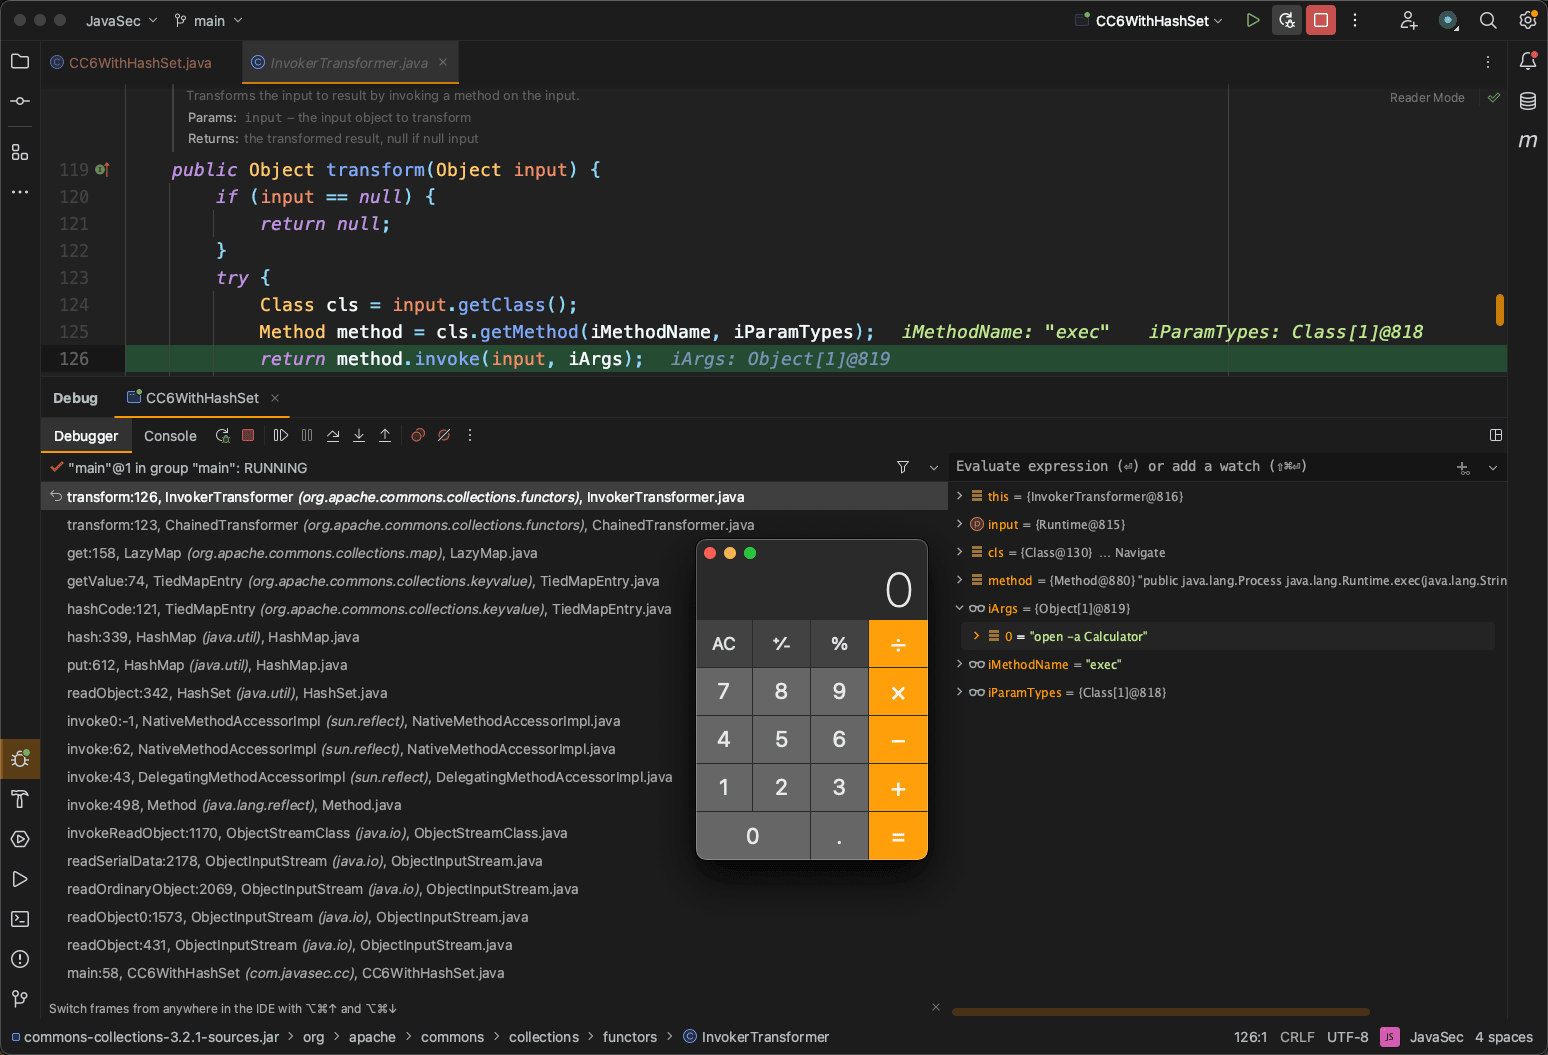 JavaSec
main
CC6WithHashSet
CC6WithHashSet.java
InvokerTransformer.java
Transforms the input to result by invoking a method on the input.
Params: input – the input object to transform
Returns: the transformed result, null if null input
Reader Mode
119 public Object transform(Object input) {
120 if (input == null) {
121 return null;
122 }
123 try {
124 Class cls = input.getClass();
125 Method method = cls.getMethod(iMethodName, iParamTypes); iMethodName: "exec" iParamTypes: Class[1]@818
126 return method.invoke(input, iArgs); iArgs: Object[1]@819
Debug
CC6WithHashSet
Debugger
Console
"main"@1 in group "main": RUNNING
transform:126, InvokerTransformer (org.apache.commons.collections.functors), InvokerTransformer.java
transform:123, ChainedTransformer (org.apache.commons.collections.functors), ChainedTransformer.java
get:158, LazyMap (org.apache.commons.collections.map), LazyMap.java
getValue:74, TiedMapEntry (org.apache.commons.collections.keyvalue), TiedMapEntry.java
hashCode:121, TiedMapEntry (org.apache.commons.collections.keyvalue), TiedMapEntry.java
hash:339, HashMap (java.util), HashMap.java
put:612, HashMap (java.util), HashMap.java
readObject:342, HashSet (java.util), HashSet.java
invoke0:-1, NativeMethodAccessorImpl (sun.reflect), NativeMethodAccessorImpl.java
invoke:62, NativeMethodAccessorImpl (sun.reflect), NativeMethodAccessorImpl.java
invoke:43, DelegatingMethodAccessorImpl (sun.reflect), DelegatingMethodAccessorImpl.java
invoke:498, Method (java.lang.reflect), Method.java
invokeReadObject:1170, ObjectStreamClass (java.io), ObjectStreamClass.java
readSerialData:2178, ObjectInputStream (java.io), ObjectInputStream.java
readOrdinaryObject:2069, ObjectInputStream (java.io), ObjectInputStream.java
readObject0:1573, ObjectInputStream (java.io), ObjectInputStream.java
readObject:431, ObjectInputStream (java.io), ObjectInputStream.java
main:58, CC6WithHashSet (com.javasec.cc), CC6WithHashSet.java
Switch frames from anywhere in the IDE with ⌥⌘↑ and ⌥⌘↓
0
AC ⁺∕₋ % ÷
7 8 9 ×
4 5 6 −
1 2 3 +
0 . =
Evaluate expression (⏎) or add a watch (⇧⌘⏎)
this = {InvokerTransformer@816}
input = {Runtime@815}
cls = {Class@130} ... Navigate
method = {Method@880} "public java.lang.Process java.lang.Runtime.exec(java.lang.Strin
iArgs = {Object[1]@819}
0 = "open -a Calculator"
iMethodName = "exec"
iParamTypes = {Class[1]@818}
commons-collections-3.2.1-sources.jar > org > apache > commons > collections > functors > InvokerTransformer
126:1 CRLF UTF-8 JS JavaSec 4 spaces